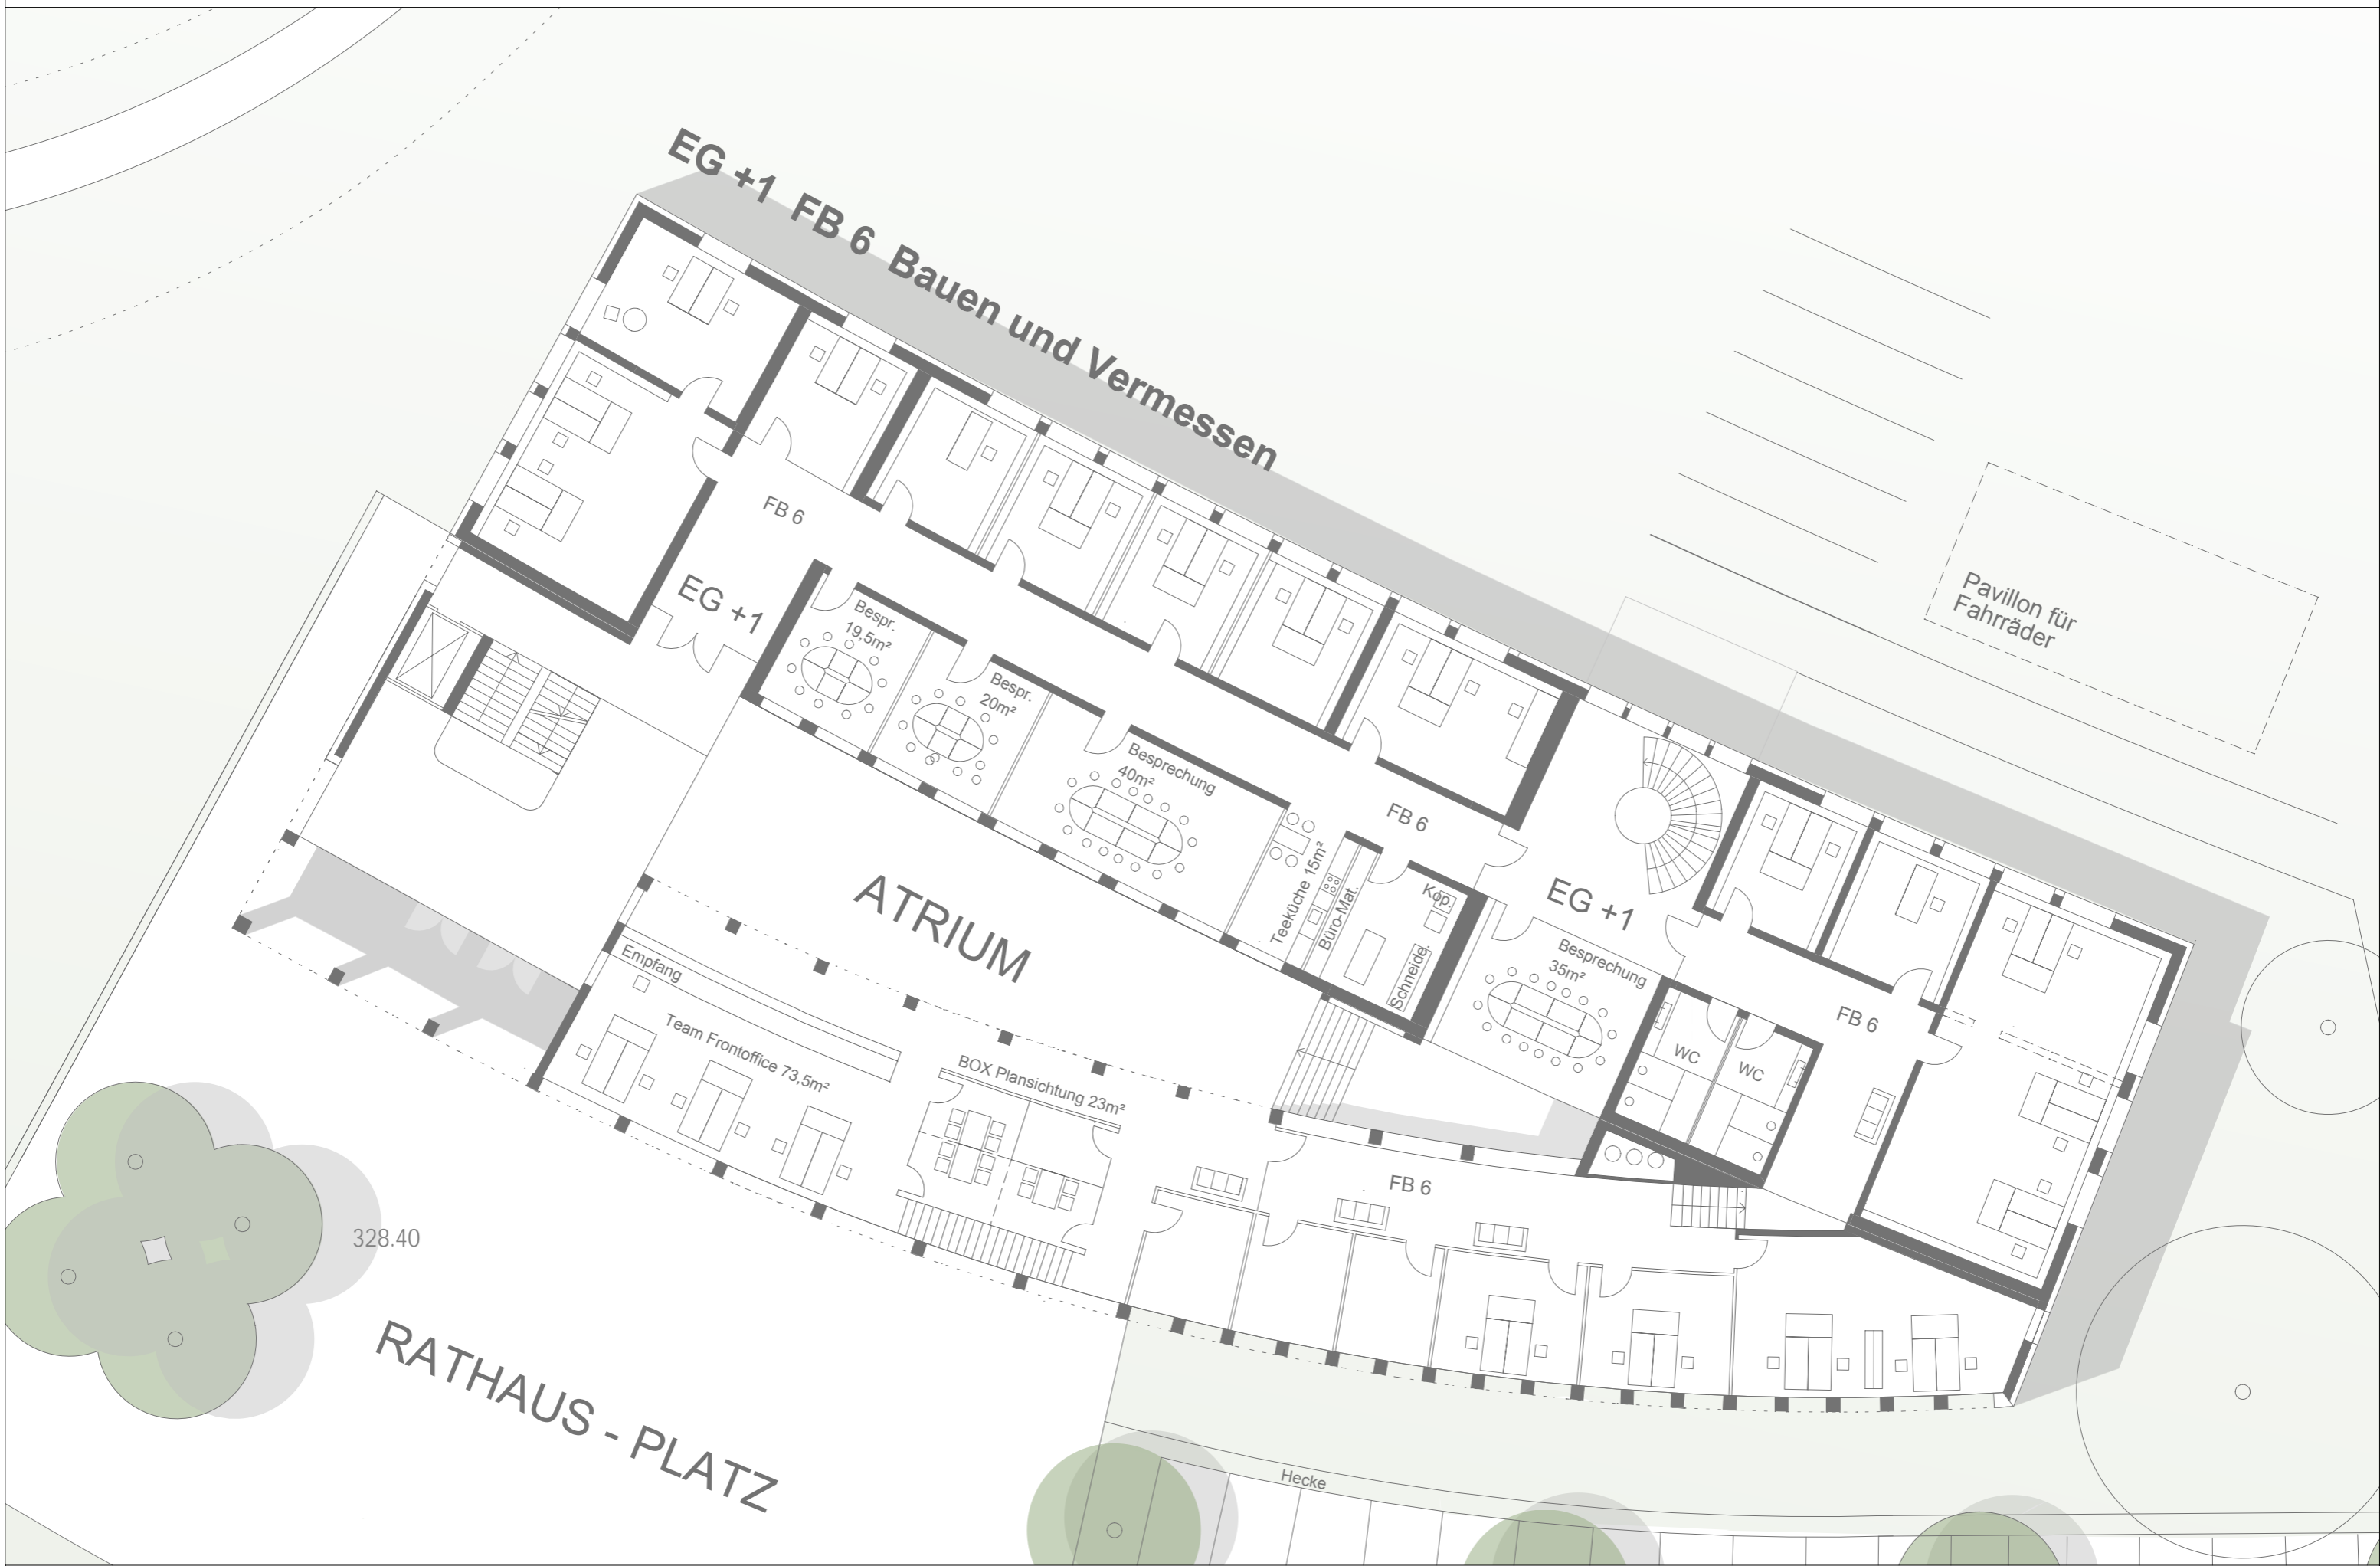 EG +1 FB 6 Bauen und Vermessen
Pavillon für
Fahrräder
FB 6
EG +1
Bespr.
19,5m²
Bespr.
20m²
Besprechung
40m²
FB 6
Teeküche 15m²
Büro-Mat.
Kop.
Schneide.
EG +1
Besprechung
35m²
WC
WC
FB 6
ATRIUM
Empfang
Team Frontoffice 73,5m²
BOX Plansichtung 23m²
FB 6
328.40
RATHAUS - PLATZ
Hecke